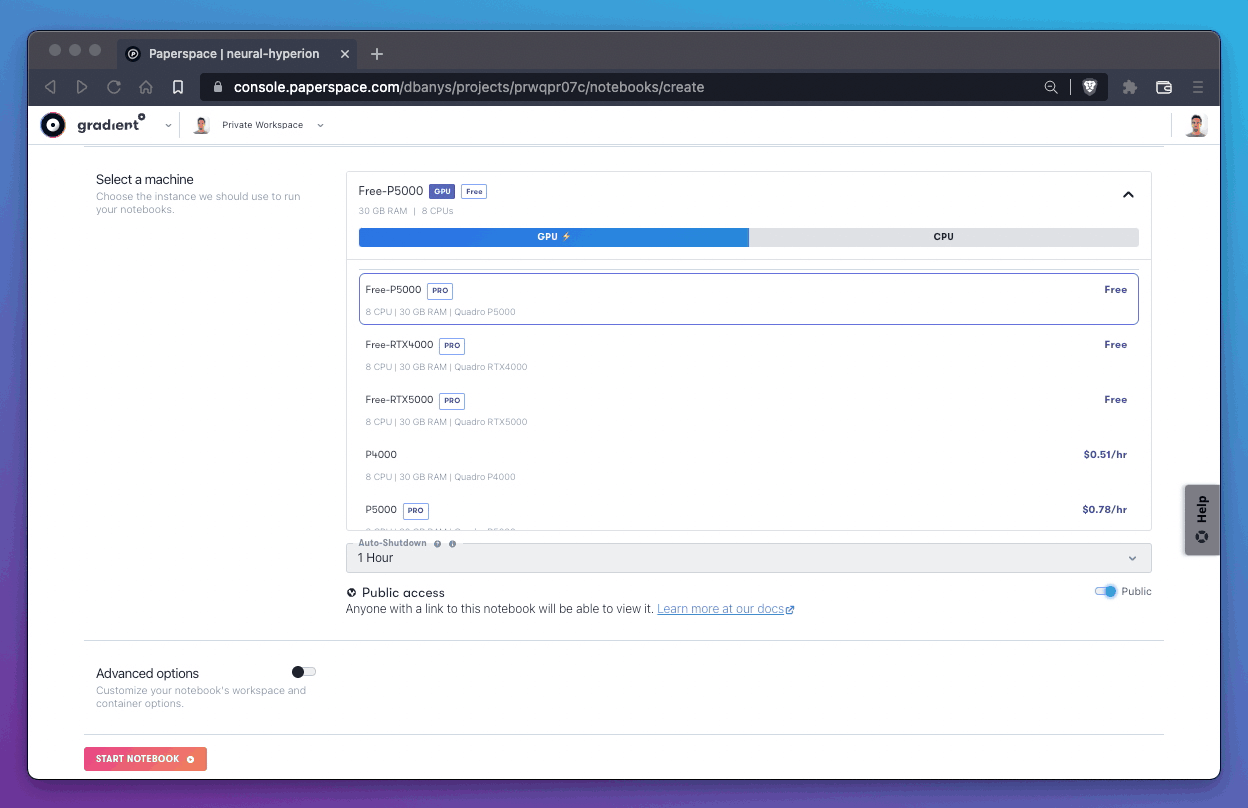 Paperspace | neural-hyperion
console.paperspace.com/dbanys/projects/prwqpr07c/notebooks/create
gradient
Private Workspace
Select a machine
Choose the instance we should use to run
your notebooks.
Free-P5000 GPU Free
30 GB RAM | 8 CPUs
GPU ⚡ CPU
Free-P5000 PRO Free
8 CPU | 30 GB RAM | Quadro P5000
Free-RTX4000 PRO Free
8 CPU | 30 GB RAM | Quadro RTX4000
Free-RTX5000 PRO Free
8 CPU | 30 GB RAM | Quadro RTX5000
P4000 $0.51/hr
8 CPU | 30 GB RAM | Quadro P4000
P5000 PRO $0.78/hr
Help
Auto-Shutdown
1 Hour
Public access
Public
Anyone with a link to this notebook will be able to view it. Learn more at our docs
Advanced options
Customize your notebook's workspace and
container options.
START NOTEBOOK